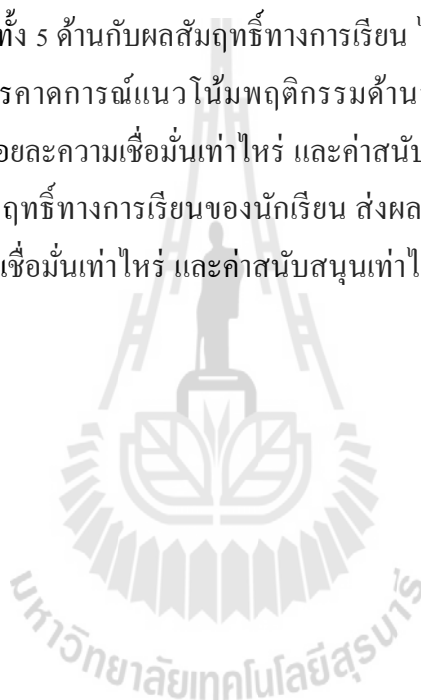 ทั้ง 5 ด้านกับผลสัมฤทธิ์ทางการเรียน
รคาดการณ์แนวโน้มพฤติกรรมด้าน
อยละความเชื่อมั่นเท่าไหร่ และค่าสนับ
ฤทธิ์ทางการเรียนของนักเรียน ส่งผล
เชื่อมั่นเท่าไหร่ และค่าสนับสนุนเท่าไ
มหาวิทยาลัยเทคโนโลยีสุรนารี